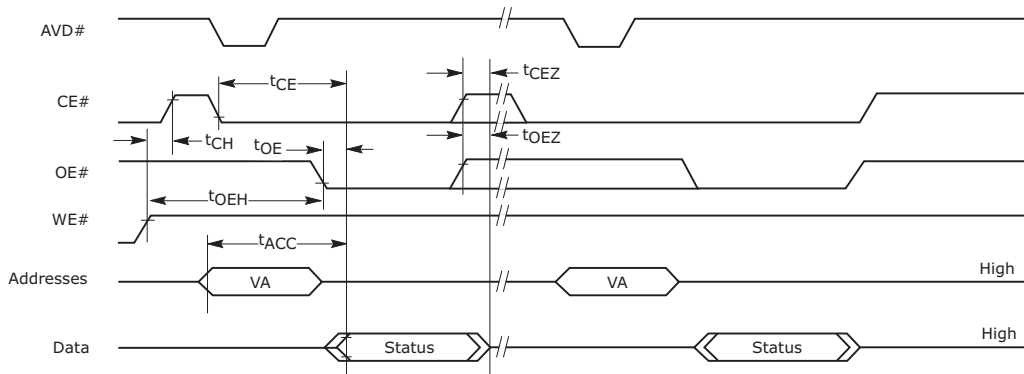 AVD#
CE#
tCE
tCEZ
tCH
tOE
tOEZ
OE#
tOEH
WE#
tACC
Addresses
VA
VA
High
Data
Status
Status
High